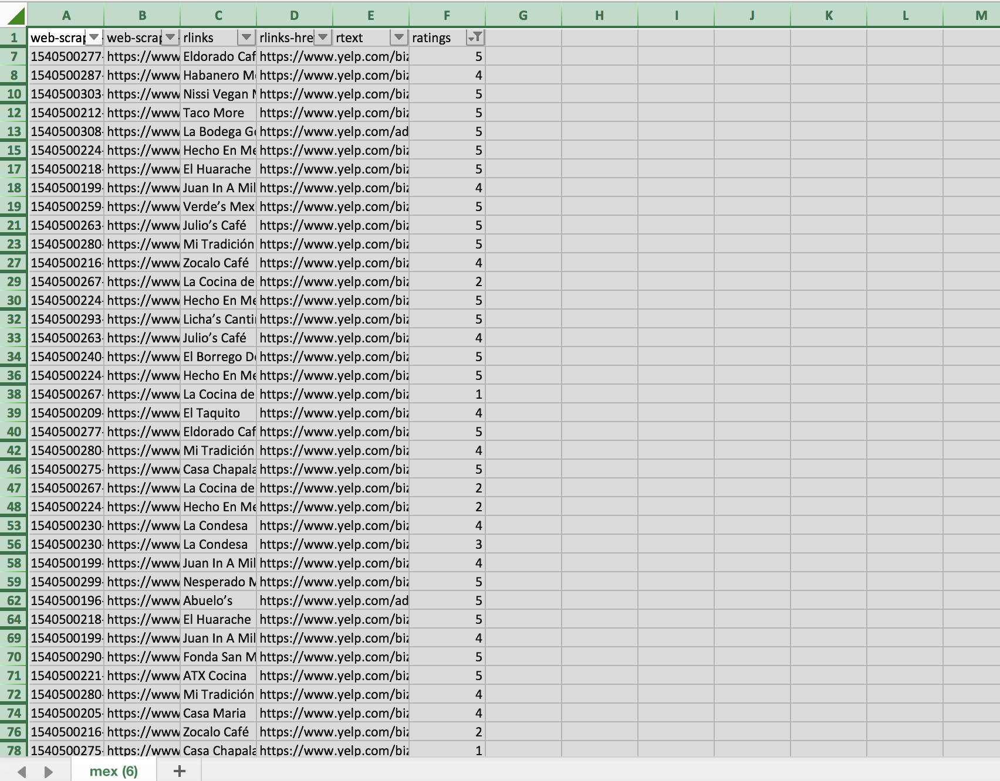 A B C D E F G H I J K L M
1 web-scrap web-scrap rlinks rlinks-hre rtext ratings
7 1540500277- https://www Eldorado Caf https://www.yelp.com/biz 5
8 1540500287- https://www Habanero M https://www.yelp.com/biz 4
10 1540500303- https://www Nissi Vegan https://www.yelp.com/biz 5
12 1540500212- https://www Taco More https://www.yelp.com/biz 5
13 1540500308- https://www La Bodega G https://www.yelp.com/ad 5
15 1540500224- https://www Hecho En Me https://www.yelp.com/biz 5
17 1540500218- https://www El Huarache https://www.yelp.com/biz 5
18 1540500199- https://www Juan In A Mil https://www.yelp.com/biz 4
19 1540500259- https://www Verde’s Mex https://www.yelp.com/biz 5
21 1540500263- https://www Julio’s Café https://www.yelp.com/biz 5
23 1540500280- https://www Mi Tradición https://www.yelp.com/biz 5
27 1540500216- https://www Zocalo Café https://www.yelp.com/biz 4
29 1540500267- https://www La Cocina de https://www.yelp.com/biz 2
30 1540500224- https://www Hecho En Me https://www.yelp.com/biz 5
32 1540500293- https://www Licha’s Canti https://www.yelp.com/biz 5
33 1540500263- https://www Julio’s Café https://www.yelp.com/biz 4
34 1540500240- https://www El Borrego De https://www.yelp.com/biz 5
36 1540500224- https://www Hecho En Me https://www.yelp.com/biz 5
38 1540500267- https://www La Cocina de https://www.yelp.com/biz 1
39 1540500209- https://www El Taquito https://www.yelp.com/biz 4
40 1540500277- https://www Eldorado Caf https://www.yelp.com/biz 5
42 1540500280- https://www Mi Tradición https://www.yelp.com/biz 4
46 1540500275- https://www Casa Chapala https://www.yelp.com/biz 5
47 1540500267- https://www La Cocina de https://www.yelp.com/biz 2
48 1540500224- https://www Hecho En Me https://www.yelp.com/biz 2
53 1540500230- https://www La Condesa https://www.yelp.com/biz 4
56 1540500230- https://www La Condesa https://www.yelp.com/biz 3
58 1540500199- https://www Juan In A Mil https://www.yelp.com/biz 4
59 1540500299- https://www Nesperado M https://www.yelp.com/biz 5
62 1540500196- https://www Abuelo’s https://www.yelp.com/ad 5
64 1540500218- https://www El Huarache https://www.yelp.com/biz 5
69 1540500199- https://www Juan In A Mil https://www.yelp.com/biz 4
70 1540500290- https://www Fonda San M https://www.yelp.com/biz 5
71 1540500221- https://www ATX Cocina https://www.yelp.com/biz 5
72 1540500280- https://www Mi Tradición https://www.yelp.com/biz 4
74 1540500205- https://www Casa Maria https://www.yelp.com/biz 4
76 1540500216- https://www Zocalo Café https://www.yelp.com/biz 2
78 1540500275- https://www Casa Chapala https://www.yelp.com/biz 1
mex (6) +